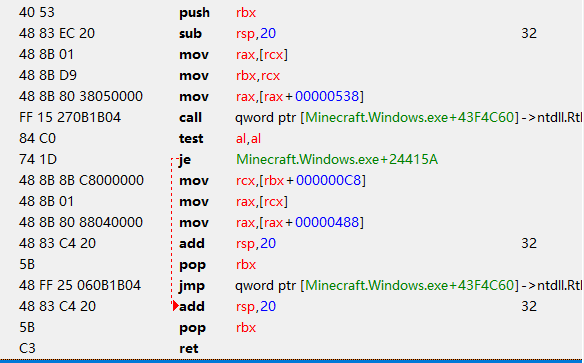 40 53 push rbx
48 83 EC 20 sub rsp,20 32
48 8B 01 mov rax,[rcx]
48 8B D9 mov rbx,rcx
48 8B 80 38050000 mov rax,[rax+00000538]
FF 15 270B1B04 call qword ptr [Minecraft.Windows.exe+43F4C60]->ntdll.Rtl
84 C0 test al,al
74 1D je Minecraft.Windows.exe+24415A
48 8B 8B C8000000 mov rcx,[rbx+000000C8]
48 8B 01 mov rax,[rcx]
48 8B 80 88040000 mov rax,[rax+00000488]
48 83 C4 20 add rsp,20 32
5B pop rbx
48 FF 25 060B1B04 jmp qword ptr [Minecraft.Windows.exe+43F4C60]->ntdll.Rtl
48 83 C4 20 add rsp,20 32
5B pop rbx
C3 ret